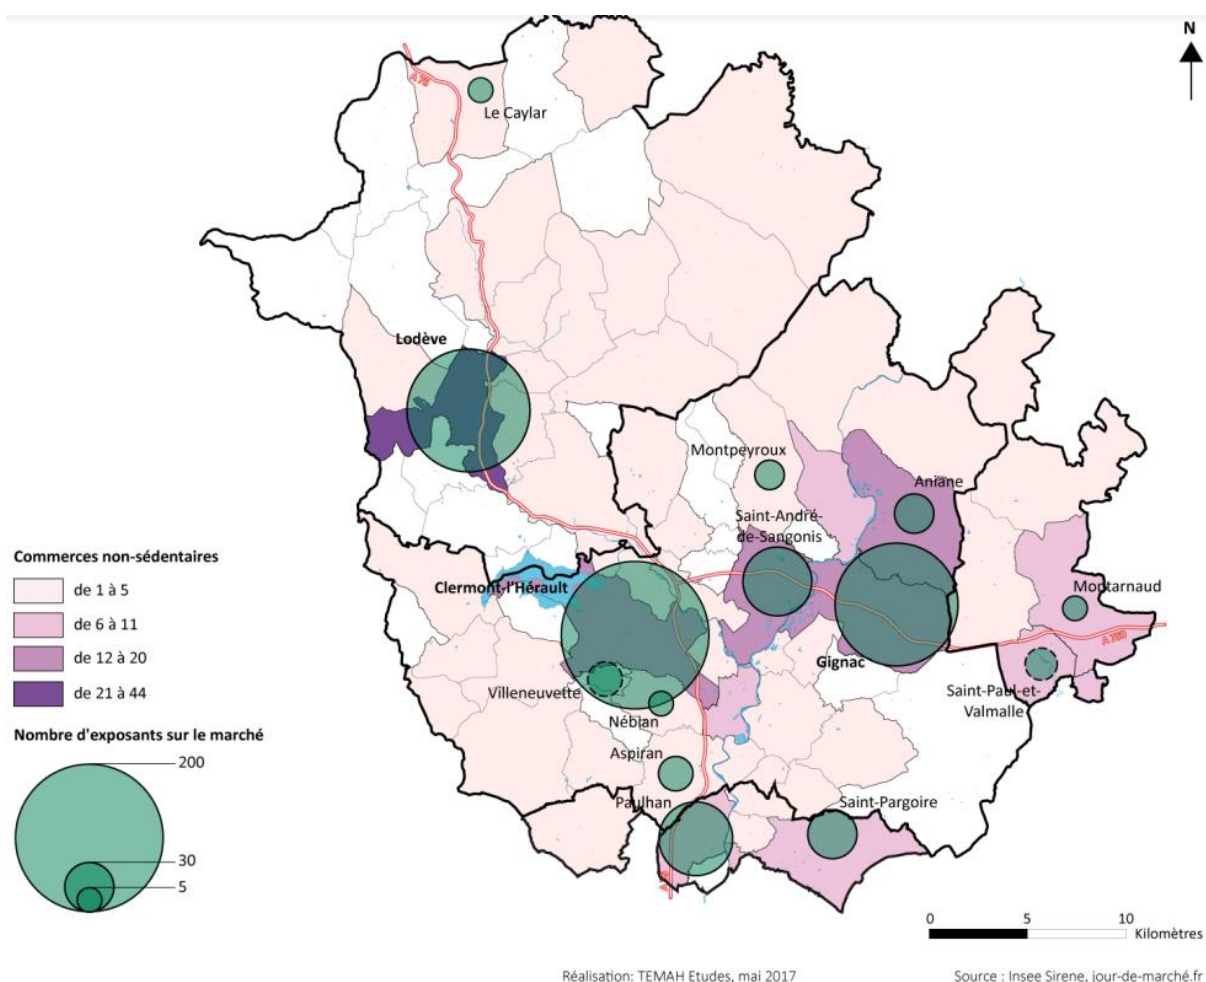 N
A 75
Le Caylar
Lodève
Montpeyroux
Aniane
Saint-André-
de-Sangonis
Clermont-l'Hérault
Montarnaud
A 750
Gignac
Villeneuvette
Saint-Paul-et-
Valmalle
Nébian
Aspiran
Paulhan
Saint-Pargoire
Commerces non-sédentaires
de 1 à 5
de 6 à 11
de 12 à 20
de 21 à 44
Nombre d'exposants sur le marché
200
30
5
0 5 10
Kilomètres
Réalisation: TEMAH Etudes, mai 2017
Source : Insee Sirene, jour-de-marché.fr